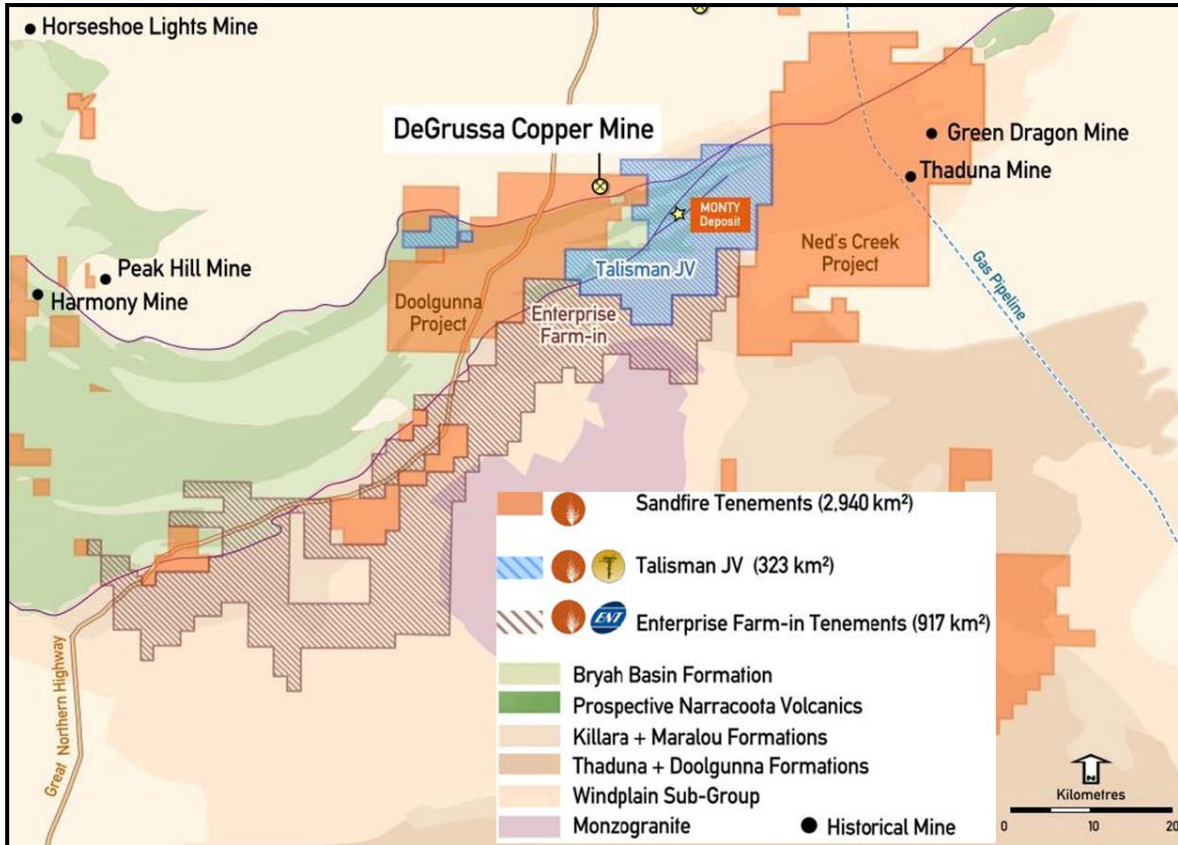 Horseshoe Lights Mine
DeGrussa Copper Mine
Green Dragon Mine
Thaduna Mine
MONTY
Deposit
Ned's Creek
Project
Peak Hill Mine
Harmony Mine
Talisman JV
Doolgunna
Project
Enterprise
Farm-in
Gas Pipeline
Great Northern Highway
Sandfire Tenements (2,940 km²)
Talisman JV (323 km²)
ENT
Enterprise Farm-in Tenements (917 km²)
Bryah Basin Formation
Prospective Narracoota Volcanics
Killara + Maralou Formations
Thaduna + Doolgunna Formations
Windplain Sub-Group
Monzogranite
Historical Mine
N
Kilometres
0 10 20